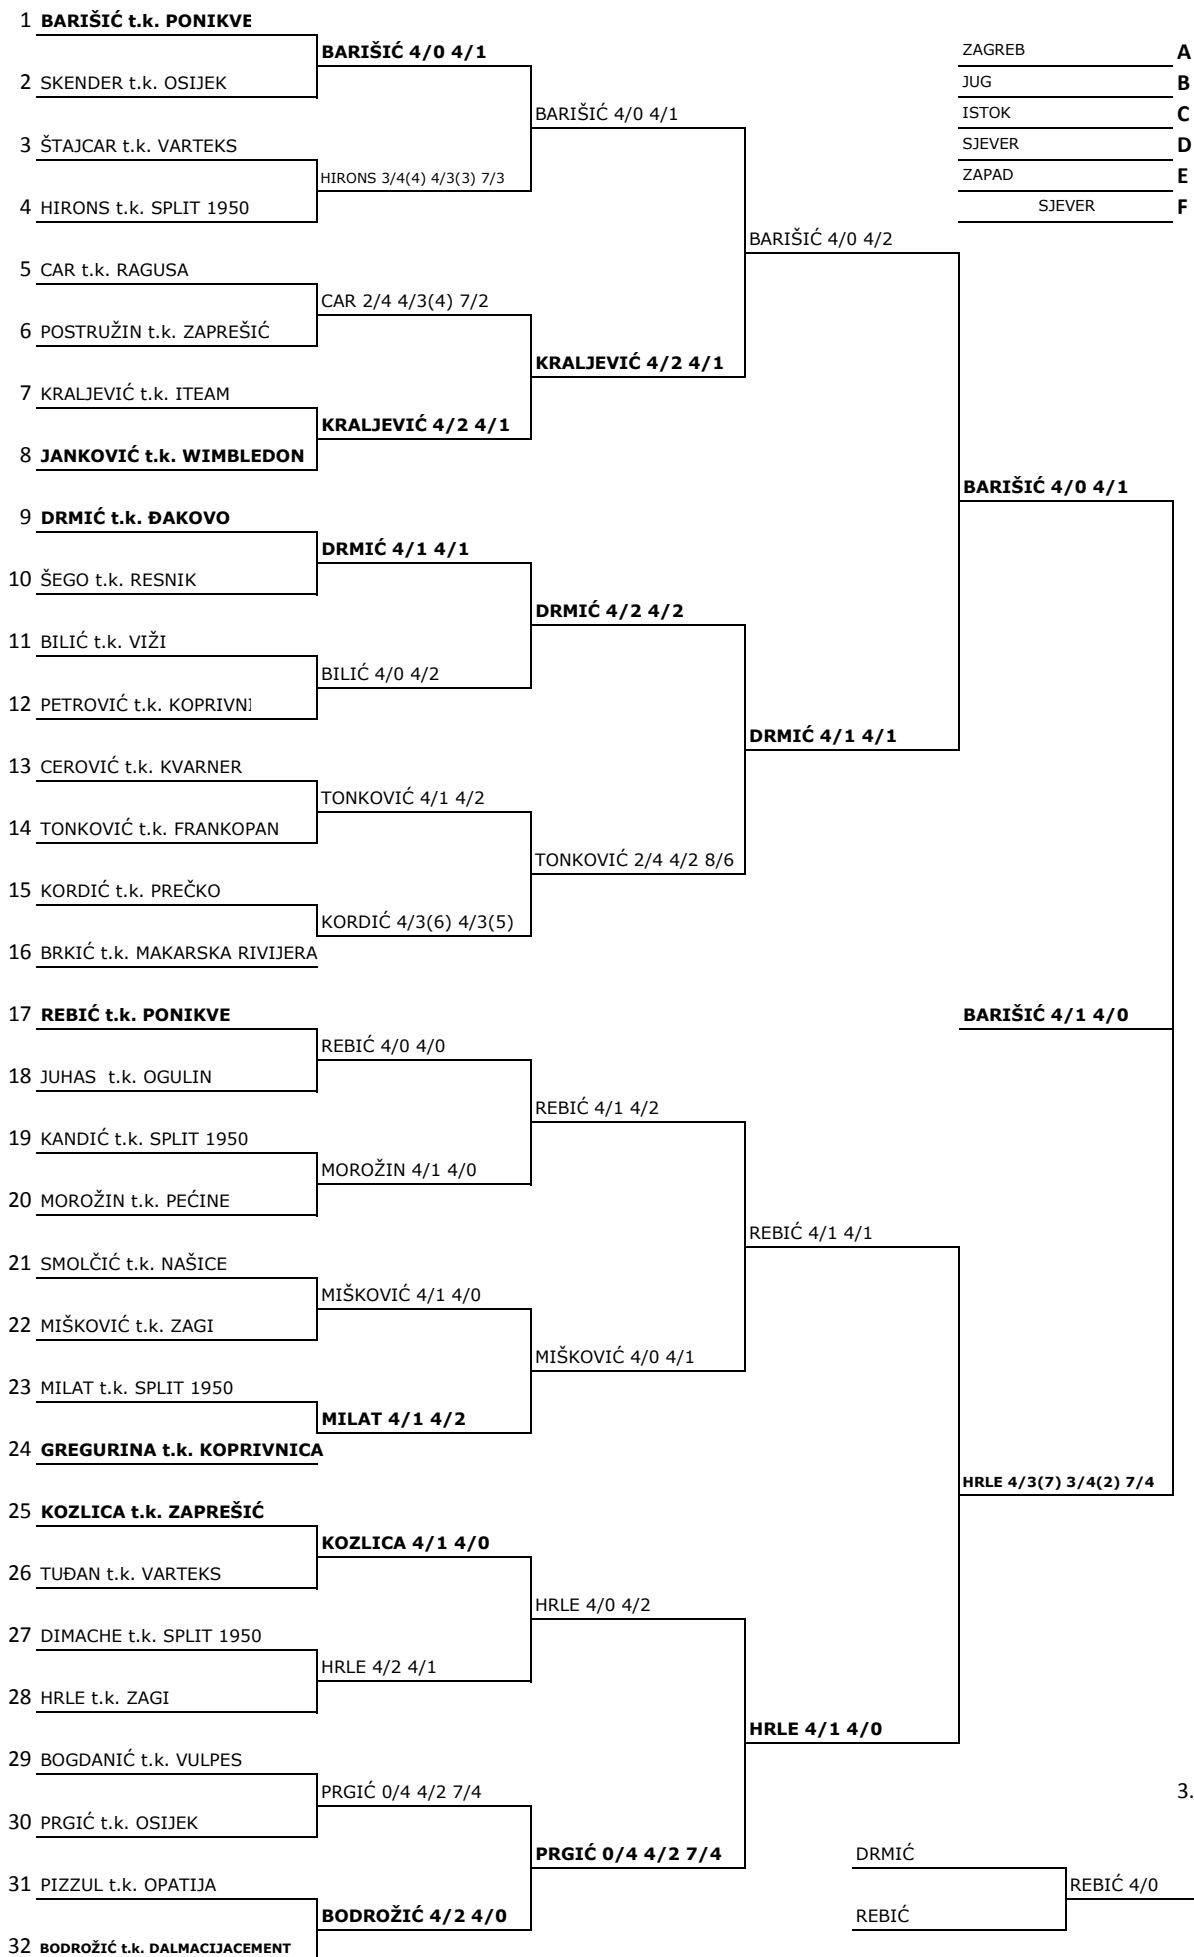 1 BARIŠIĆ t.k. PONIKVE
BARIŠIĆ 4/0 4/1
ZAGREB A
2 SKENDER t.k. OSIJEK
JUG B
BARIŠIĆ 4/0 4/1
ISTOK C
3 ŠTAJCAR t.k. VARTEKS
SJEVER D
HIRONS 3/4(4) 4/3(3) 7/3
ZAPAD E
4 HIRONS t.k. SPLIT 1950
SJEVER F
BARIŠIĆ 4/0 4/2
5 CAR t.k. RAGUSA
CAR 2/4 4/3(4) 7/2
6 POSTRUŽIN t.k. ZAPREŠIĆ
KRALJEVIĆ 4/2 4/1
7 KRALJEVIĆ t.k. ITEAM
KRALJEVIĆ 4/2 4/1
8 JANKOVIĆ t.k. WIMBLEDON
BARIŠIĆ 4/0 4/1
9 DRMIĆ t.k. ĐAKOVO
DRMIĆ 4/1 4/1
10 ŠEGO t.k. RESNIK
DRMIĆ 4/2 4/2
11 BILIĆ t.k. VIŽI
BILIĆ 4/0 4/2
12 PETROVIĆ t.k. KOPRIVNI
DRMIĆ 4/1 4/1
13 CEROVIĆ t.k. KVARNER
TONKOVIĆ 4/1 4/2
14 TONKOVIĆ t.k. FRANKOPAN
TONKOVIĆ 2/4 4/2 8/6
15 KORDIĆ t.k. PREČKO
KORDIĆ 4/3(6) 4/3(5)
16 BRKIĆ t.k. MAKARSKA RIVIJERA
17 REBIĆ t.k. PONIKVE
BARIŠIĆ 4/1 4/0
REBIĆ 4/0 4/0
18 JUHAS t.k. OGULIN
REBIĆ 4/1 4/2
19 KANDIĆ t.k. SPLIT 1950
MOROŽIN 4/1 4/0
20 MOROŽIN t.k. PEĆINE
REBIĆ 4/1 4/1
21 SMOLČIĆ t.k. NAŠICE
MIŠKOVIĆ 4/1 4/0
22 MIŠKOVIĆ t.k. ZAGI
MIŠKOVIĆ 4/0 4/1
23 MILAT t.k. SPLIT 1950
MILAT 4/1 4/2
24 GREGURINA t.k. KOPRIVNICA
HRLE 4/3(7) 3/4(2) 7/4
25 KOZLICA t.k. ZAPREŠIĆ
KOZLICA 4/1 4/0
26 TUĐAN t.k. VARTEKS
HRLE 4/0 4/2
27 DIMACHE t.k. SPLIT 1950
HRLE 4/2 4/1
28 HRLE t.k. ZAGI
HRLE 4/1 4/0
29 BOGDANIĆ t.k. VULPES
PRGIĆ 0/4 4/2 7/4
3.
30 PRGIĆ t.k. OSIJEK
PRGIĆ 0/4 4/2 7/4
DRMIĆ
31 PIZZUL t.k. OPATIJA
REBIĆ 4/0
BODROŽIĆ 4/2 4/0
REBIĆ
32 BODROŽIĆ t.k. DALMACIJACEMENT